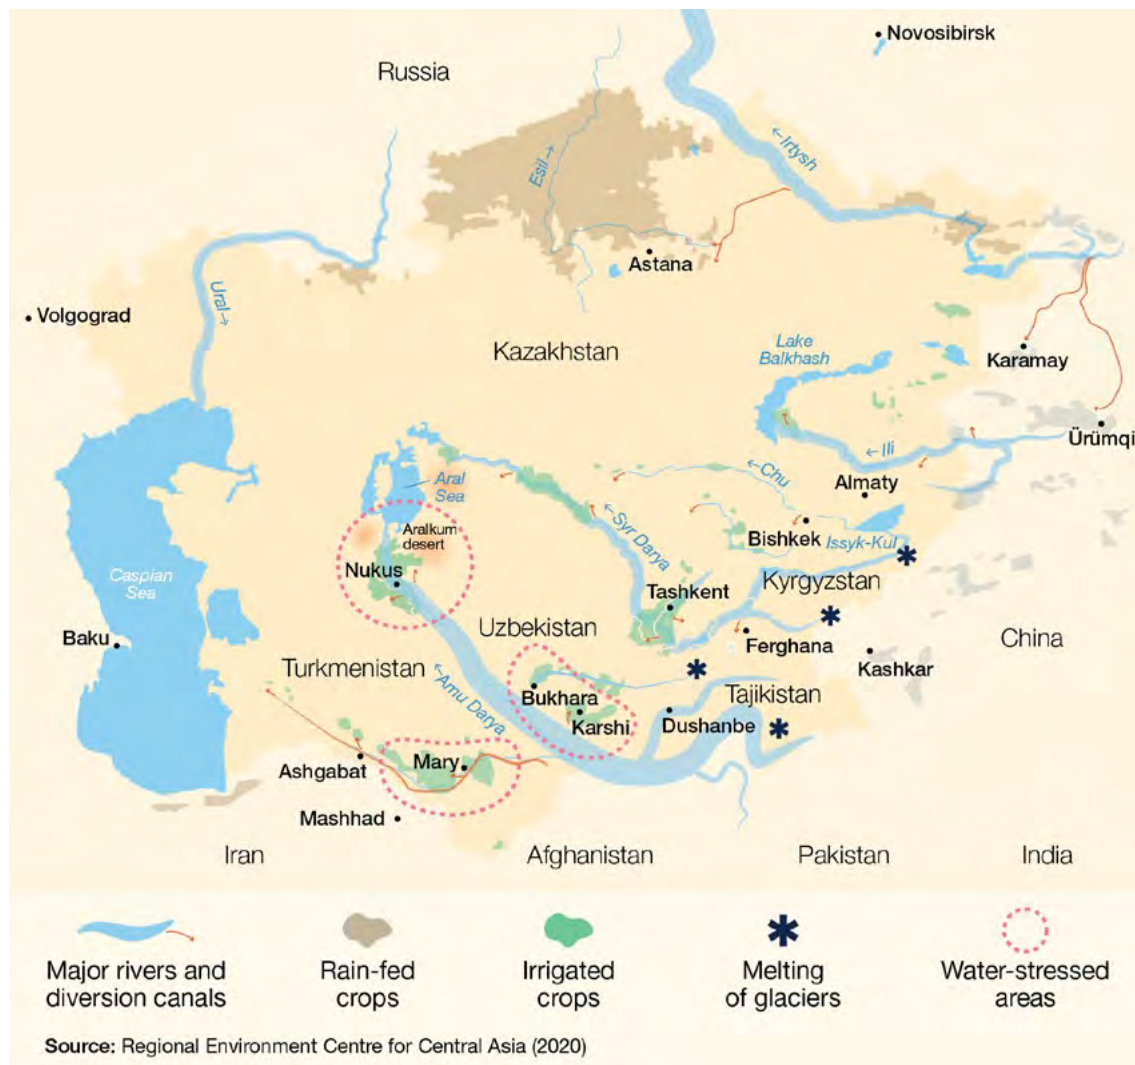 Novosibirsk
Russia
←Irtysh
Esil→
Astana
Ural→
Volgograd
Kazakhstan
Lake
Balkhash
Karamay
Ürümqi
←Ili
Aral
Sea
←Chu
Almaty
Aralkum
desert
←Syr Darya
Bishkek
Issyk-Kul
Nukus
Caspian
Sea
Kyrgyzstan
Tashkent
Uzbekistan
Baku
Ferghana
China
Kashkar
Turkmenistan
←Amu Darya
Bukhara
Tajikistan
Karshi
Dushanbe
Mary
Ashgabat
Mashhad
Iran
Afghanistan
Pakistan
India
Major rivers and
diversion canals
Rain-fed
crops
Irrigated
crops
Melting
of glaciers
Water-stressed
areas
Source: Regional Environment Centre for Central Asia (2020)